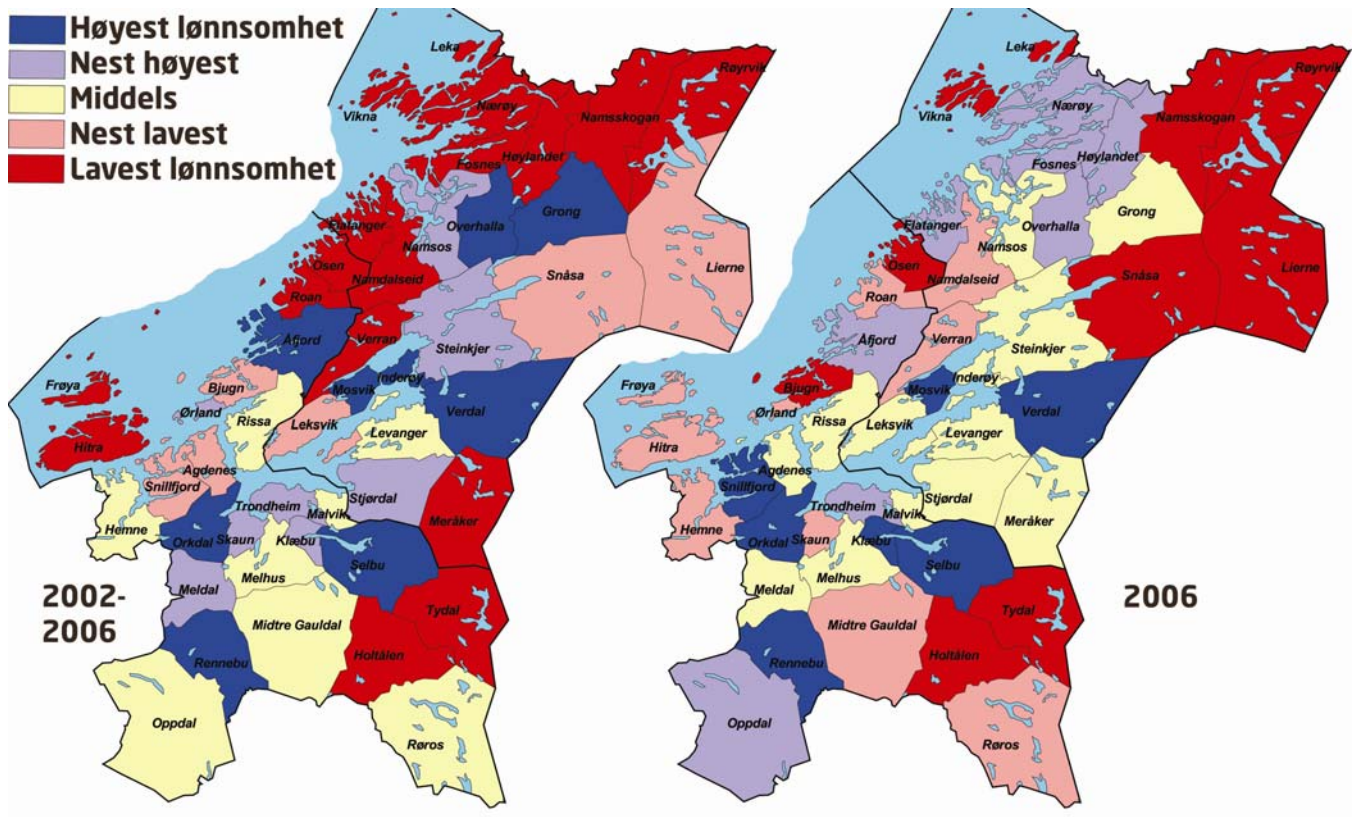 Høyest lønnsomhet
Nest høyest
Middels
Nest lavest
Lavest lønnsomhet
Leka
Røyrvik
Nærøy
Namsskogan
Vikna
Fosnes
Høylandet
Flatanger
Overhalla
Grong
Namsos
Osen
Namdalseid
Snåsa
Lierne
Roan
Åfjord
Verran
Steinkjer
Frøya
Bjugn
Mosvik
Inderøy
Ørland
Rissa
Leksvik
Verdal
Hitra
Levanger
Agdenes
Snillfjord
Trondheim
Stjørdal
Malvik
Meråker
Hemne
Orkdal
Skaun
Klæbu
Selbu
Melhus
Meldal
2002-
2006
Tydal
Midtre Gauldal
Holtålen
Rennebu
Oppdal
Røros
Leka
Røyrvik
Nærøy
Namsskogan
Vikna
Fosnes
Høylandet
Flatanger
Overhalla
Grong
Namsos
Osen
Namdalseid
Snåsa
Lierne
Roan
Åfjord
Verran
Steinkjer
Frøya
Bjugn
Mosvik
Inderøy
Ørland
Rissa
Leksvik
Verdal
Hitra
Levanger
Agdenes
Snillfjord
Trondheim
Stjørdal
Malvik
Meråker
Hemne
Orkdal
Skaun
Klæbu
Selbu
Melhus
Meldal
2006
Tydal
Midtre Gauldal
Holtålen
Rennebu
Oppdal
Røros